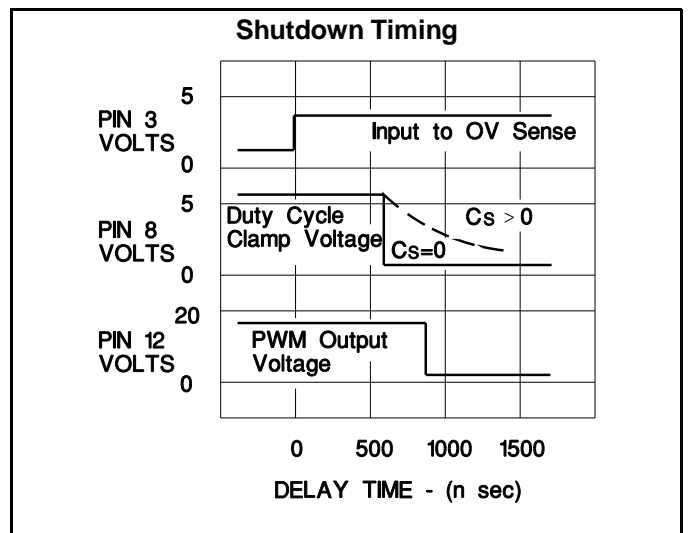 Shutdown Timing
PIN 3
VOLTS
5
0
Input to OV Sense
PIN 8
VOLTS
5
0
Duty Cycle
Clamp Voltage
Cs > 0
Cs=0
PIN 12
VOLTS
20
0
PWM Output
Voltage
0 500 1000 1500
DELAY TIME - (n sec)